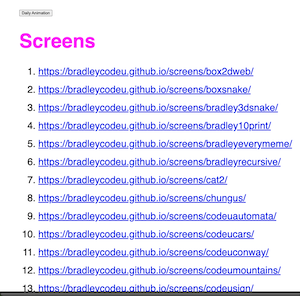 Daily Animation
Screens
1. https://bradleycodeu.github.io/screens/box2dweb/
2. https://bradleycodeu.github.io/screens/boxsnake/
3. https://bradleycodeu.github.io/screens/bradley3dsnake/
4. https://bradleycodeu.github.io/screens/bradley10print/
5. https://bradleycodeu.github.io/screens/bradleyeverymeme/
6. https://bradleycodeu.github.io/screens/bradleyrecursive/
7. https://bradleycodeu.github.io/screens/cat2/
8. https://bradleycodeu.github.io/screens/chungus/
9. https://bradleycodeu.github.io/screens/codeuautomata/
10. https://bradleycodeu.github.io/screens/codeucars/
11. https://bradleycodeu.github.io/screens/codeuconway/
12. https://bradleycodeu.github.io/screens/codeumountains/
13. https://bradleycodeu.github.io/screens/codeusign/